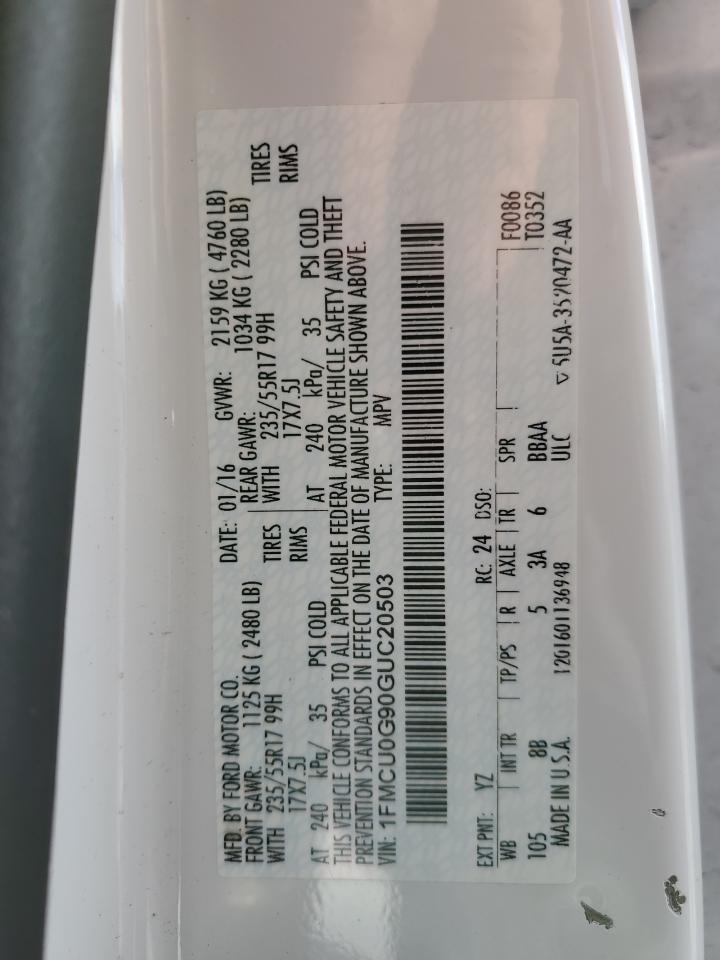 MFD. BY FORD MOTOR CO.
DATE: 01/16 GVWR: 2159 KG ( 4760 LB)
FRONT GAWR: 1125 KG ( 2480 LB)
REAR GAWR: 1034 KG ( 2280 LB)
WITH 235/55R17 99H TIRES
WITH 235/55R17 99H TIRES
17X7.5J RIMS
17X7.5J RIMS
AT 240 kPa/ 35 PSI COLD
AT 240 kPa/ 35 PSI COLD
THIS VEHICLE CONFORMS TO ALL APPLICABLE FEDERAL MOTOR VEHICLE SAFETY AND THEFT
PREVENTION STANDARDS IN EFFECT ON THE DATE OF MANUFACTURE SHOWN ABOVE.
VIN: 1FMCU0G90GUC20503 TYPE: MPV
EXT PNT: YZ RC: 24 DSO:
WB INT TR TP/PS R AXLE TR SPR F0086
105 8B 5 3A 6 BBAA T0352
MADE IN U.S.A. 1201601136948 ULC